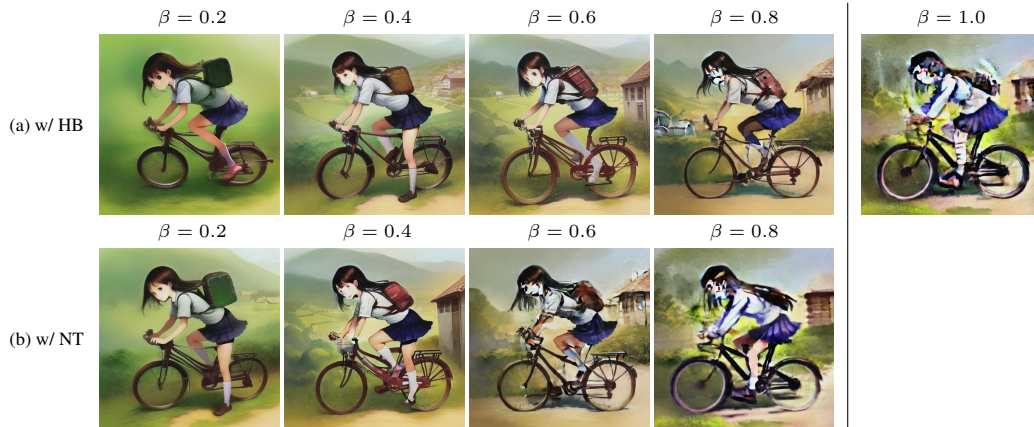 β = 0.2 β = 0.4 β = 0.6 β = 0.8 β = 1.0
(a) w/ HB
β = 0.2 β = 0.4 β = 0.6 β = 0.8
(b) w/ NT